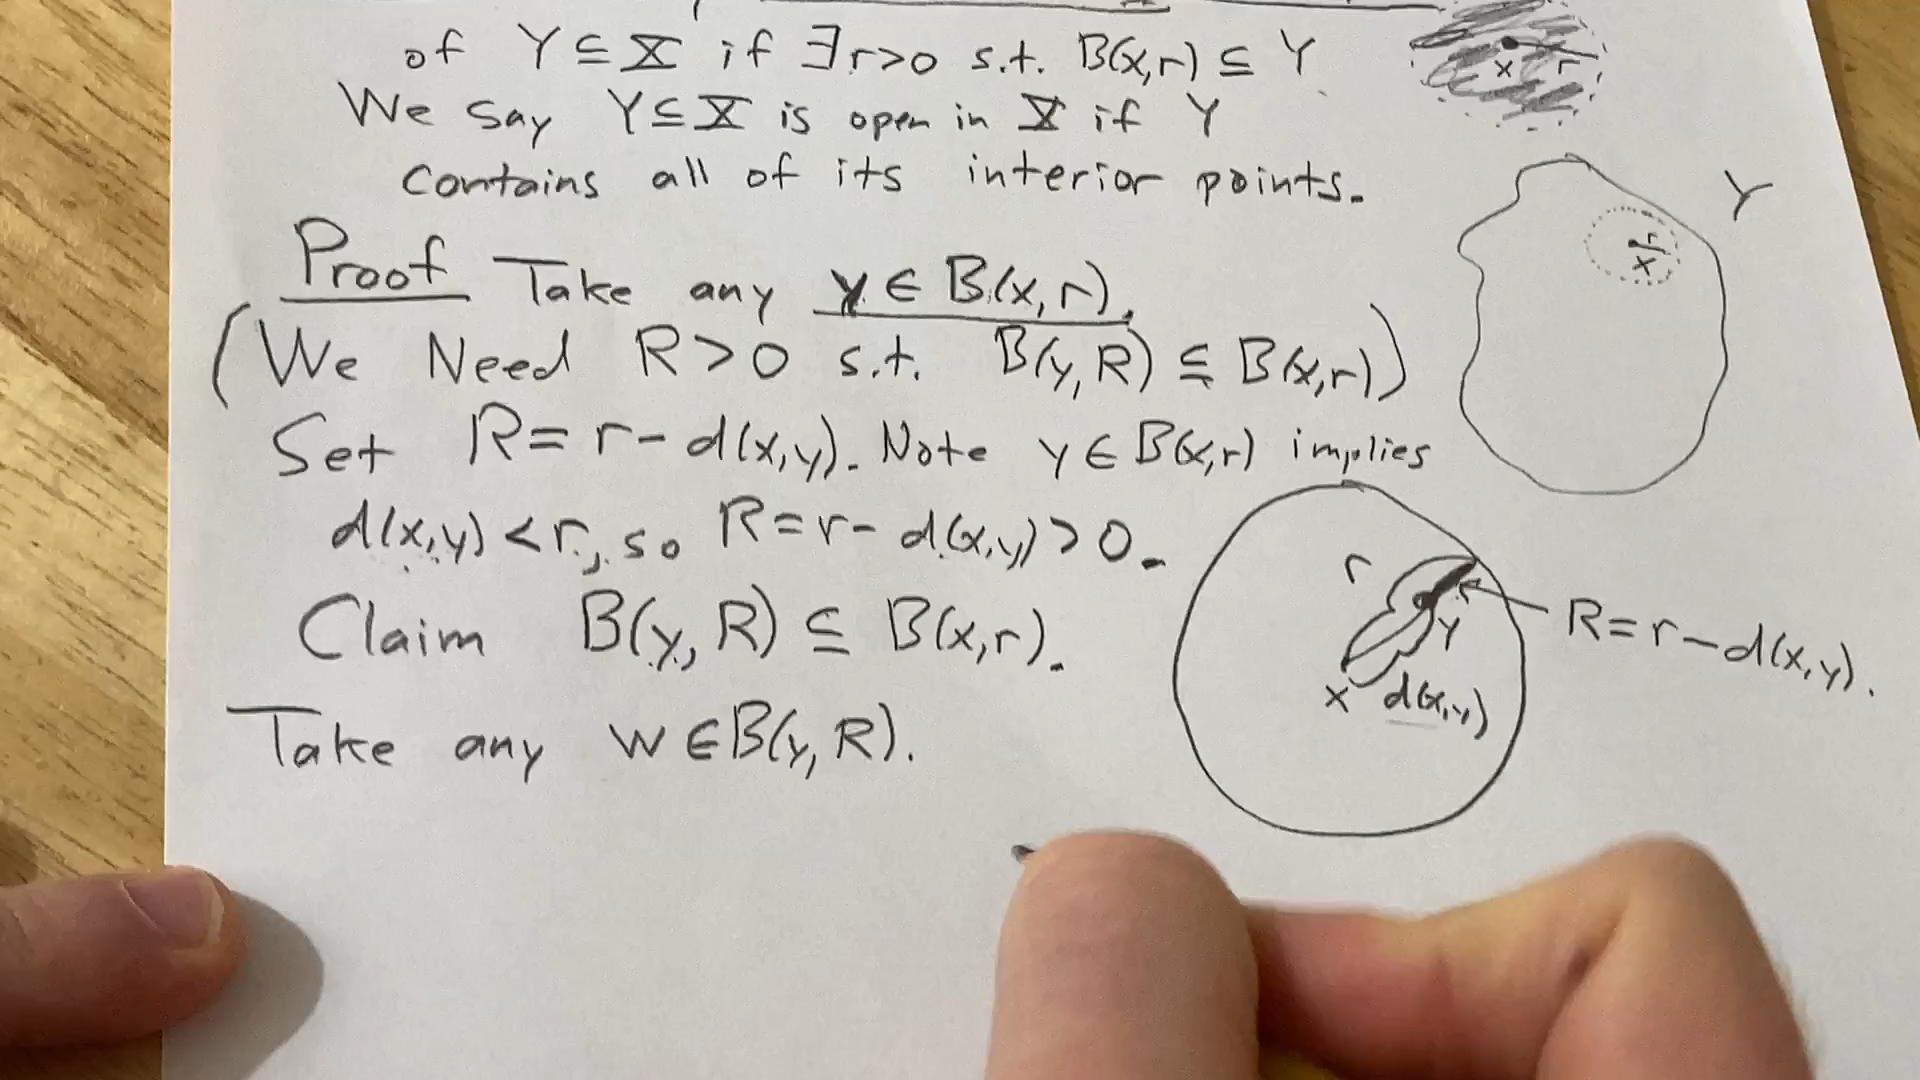 of Y ⊆ X if ∃ r>0 s.t. B(x,r) ⊆ Y
x r
We say Y ⊆ X is open in X if Y
contains all of its interior points.
Y
r
x
Proof Take any y ∈ B(x,r).
(We Need R>0 s.t. B(y,R) ⊆ B(x,r))
Set R = r - d(x,y). Note y ∈ B(x,r) implies
d(x,y) < r, so R = r - d(x,y) > 0.
r
y
R = r - d(x,y).
x d(x,y)
Claim B(y,R) ⊆ B(x,r).
Take any w ∈ B(y,R).